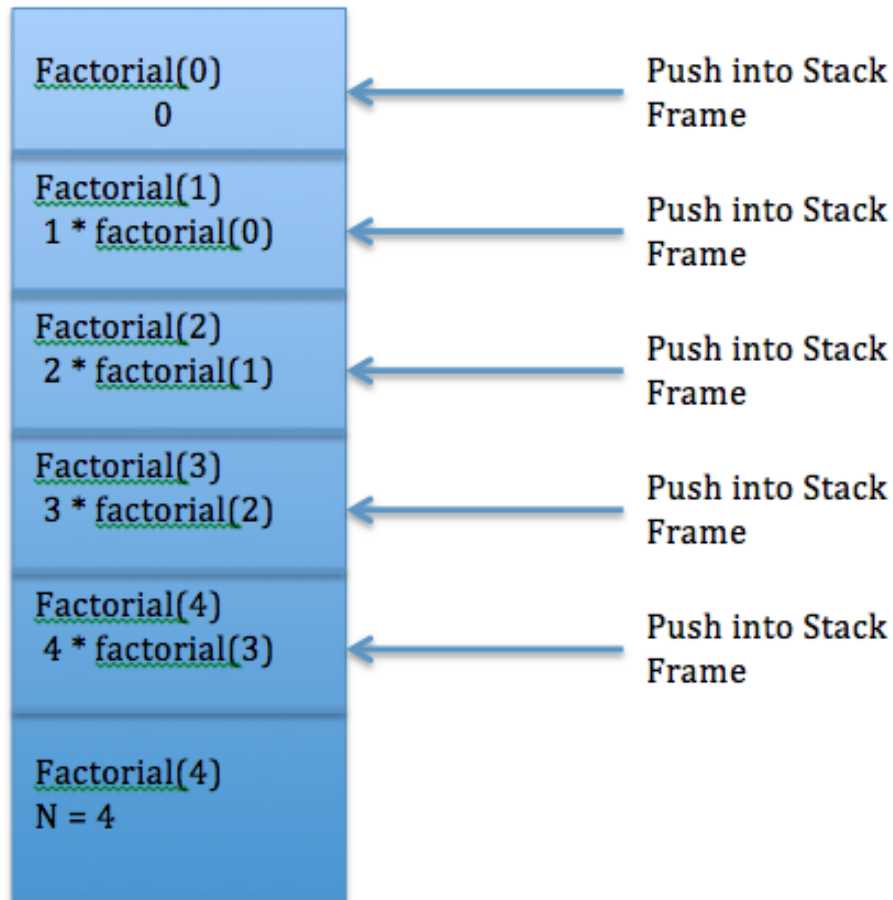 Factorial(0)
0
Push into Stack
Frame
Factorial(1)
1 * factorial(0)
Push into Stack
Frame
Factorial(2)
2 * factorial(1)
Push into Stack
Frame
Factorial(3)
3 * factorial(2)
Push into Stack
Frame
Factorial(4)
4 * factorial(3)
Push into Stack
Frame
Factorial(4)
N = 4